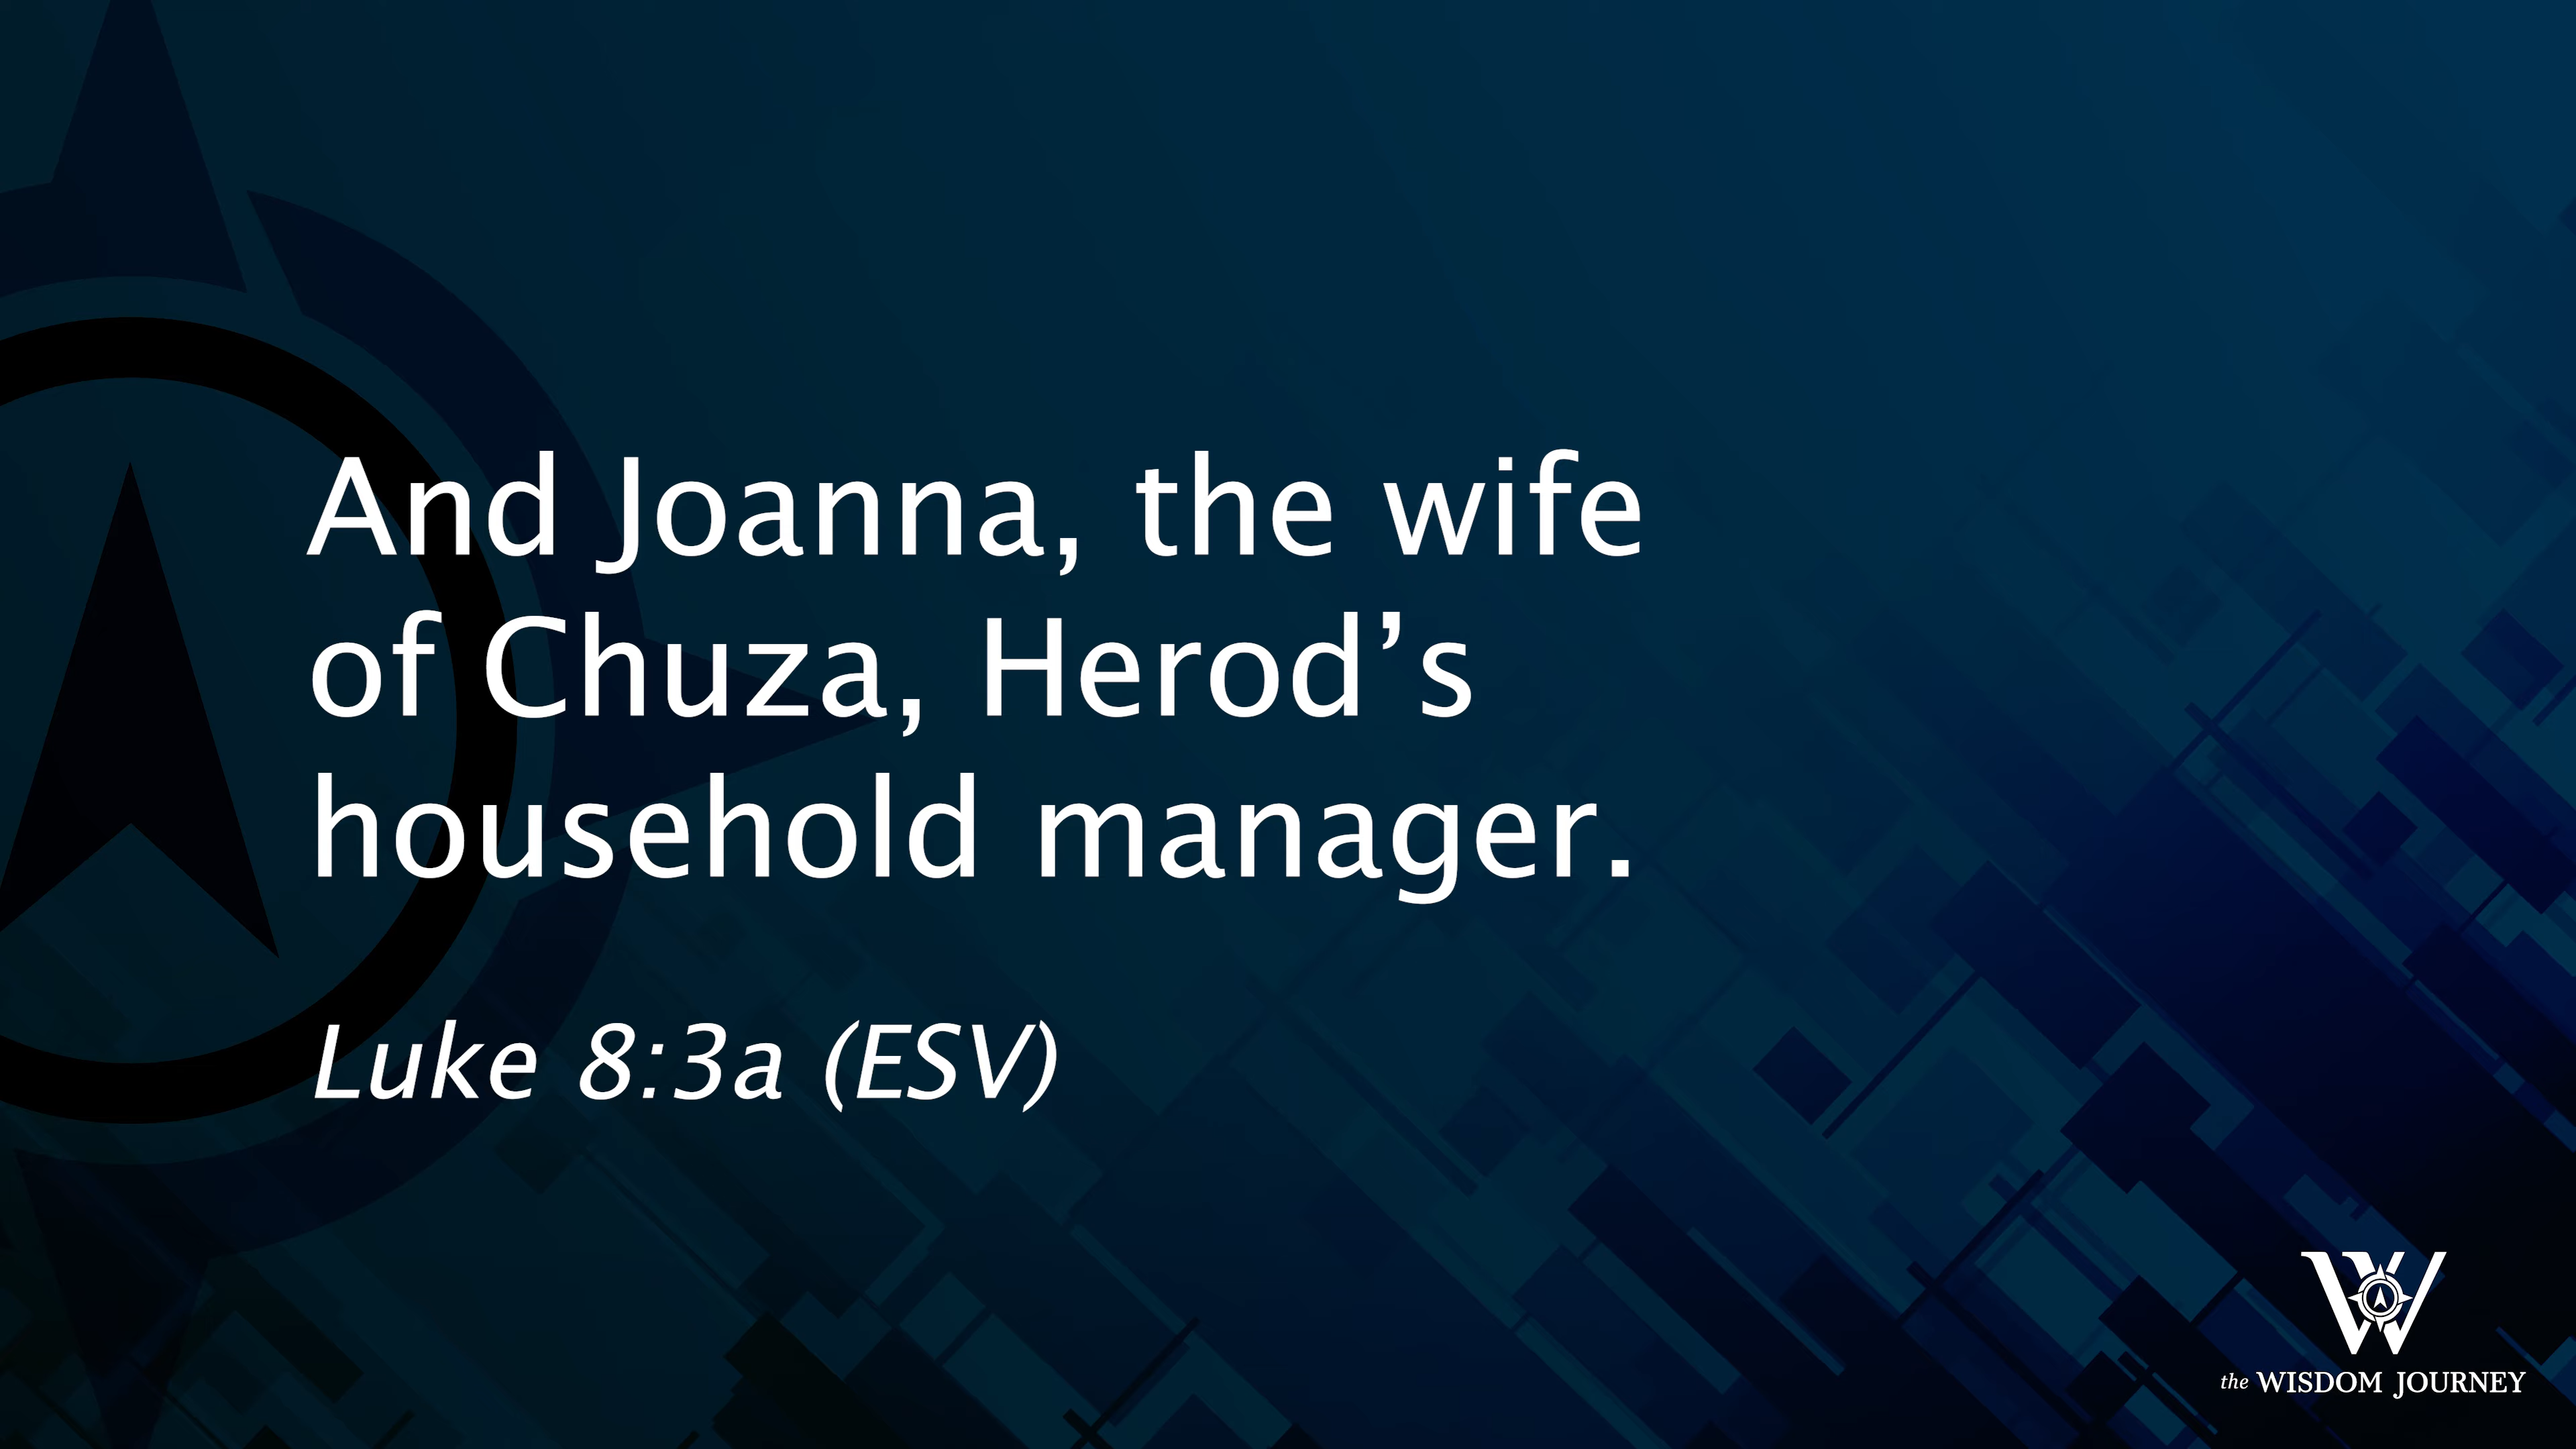 And Joanna, the wife
of Chuza, Herod’s
household manager.
Luke 8:3a (ESV)
W
the WISDOM JOURNEY